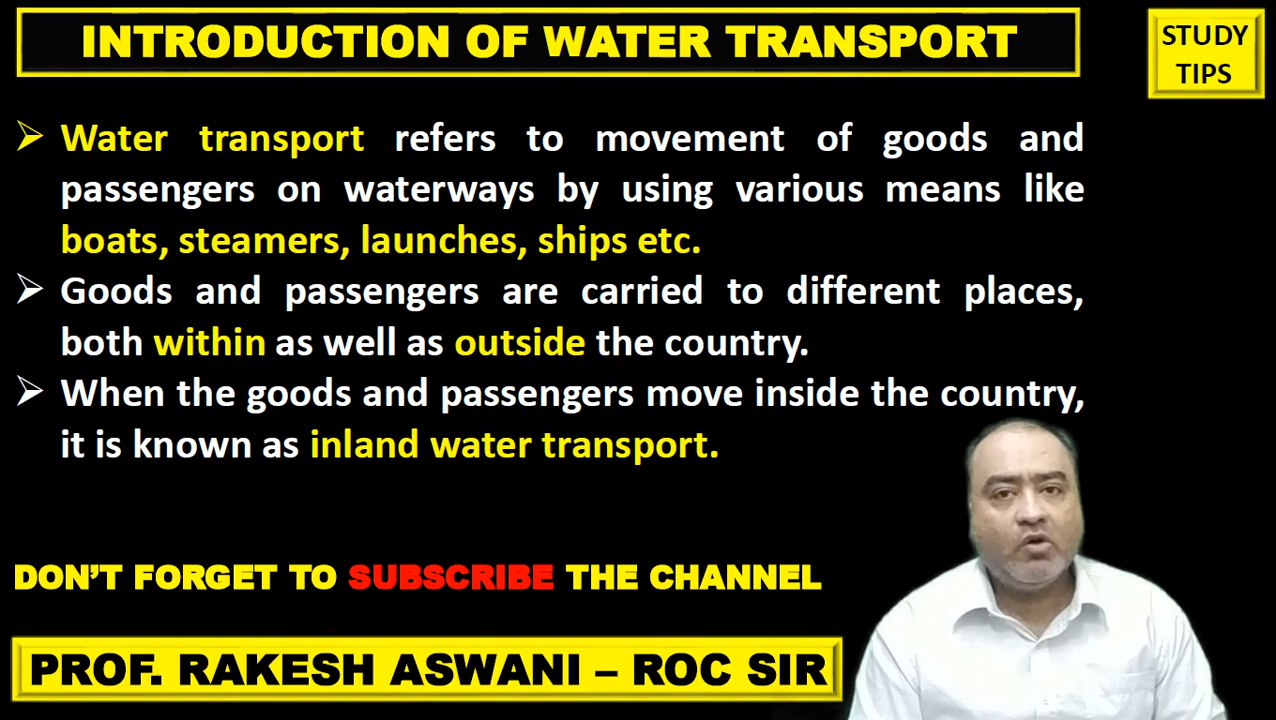 INTRODUCTION OF WATER TRANSPORT
STUDY
TIPS
Water transport refers to movement of goods and
passengers on waterways by using various means like
boats, steamers, launches, ships etc.
Goods and passengers are carried to different places,
both within as well as outside the country.
When the goods and passengers move inside the country,
it is known as inland water transport.
DON'T FORGET TO SUBSCRIBE THE CHANNEL
PROF. RAKESH ASWANI – ROC SIR